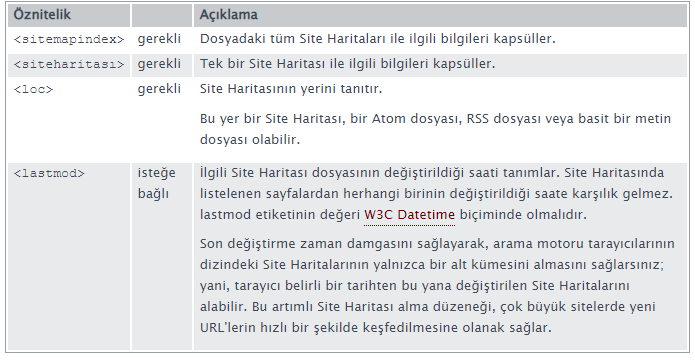 Öznitelik Açıklama
<sitemapindex> gerekli Dosyadaki tüm Site Haritaları ile ilgili bilgileri kapsüller.
<siteharitası> gerekli Tek bir Site Haritası ile ilgili bilgileri kapsüller.
<loc> gerekli Site Haritasının yerini tanıtır.
Bu yer bir Site Haritası, bir Atom dosyası, RSS dosyası veya basit bir metin
dosyası olabilir.
<lastmod> isteğe bağlı İlgili Site Haritası dosyasının değiştirildiği saati tanımlar. Site Haritasında
listelenen sayfalardan herhangi birinin değiştirildiği saate karşılık gelmez.
lastmod etiketinin değeri W3C Datetime biçiminde olmalıdır.
Son değiştirme zaman damgasını sağlayarak, arama motoru tarayıcılarının
dizindeki Site Haritalarının yalnızca bir alt kümesini almasını sağlarsınız;
yani, tarayıcı belirli bir tarihten bu yana değiştirilen Site Haritalarını
alabilir. Bu artımlı Site Haritası alma düzeneği, çok büyük sitelerde yeni
URL'lerin hızlı bir şekilde keşfedilmesine olanak sağlar.